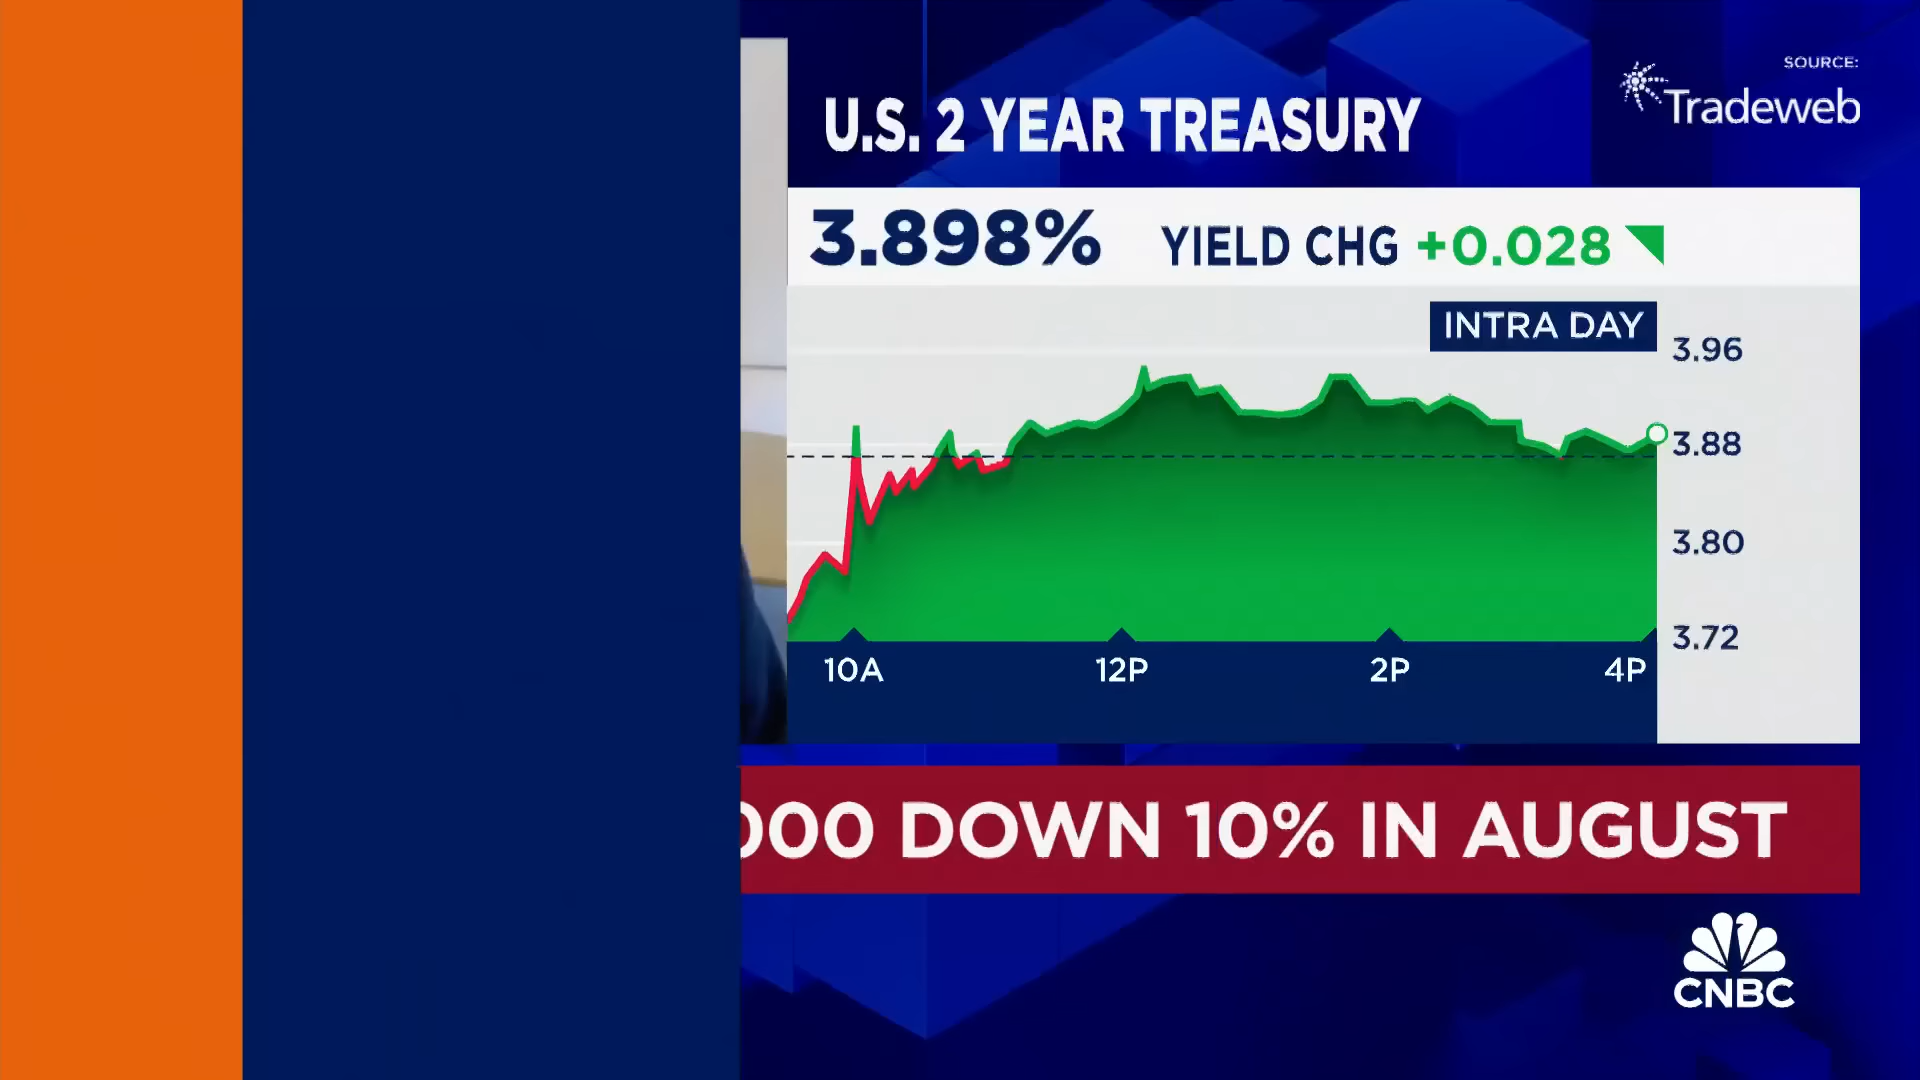 SOURCE:
Tradeweb
U.S. 2 YEAR TREASURY
3.898% YIELD CHG +0.028
INTRA DAY
3.96
3.88
3.80
3.72
10A 12P 2P 4P
000 DOWN 10% IN AUGUST
CNBC